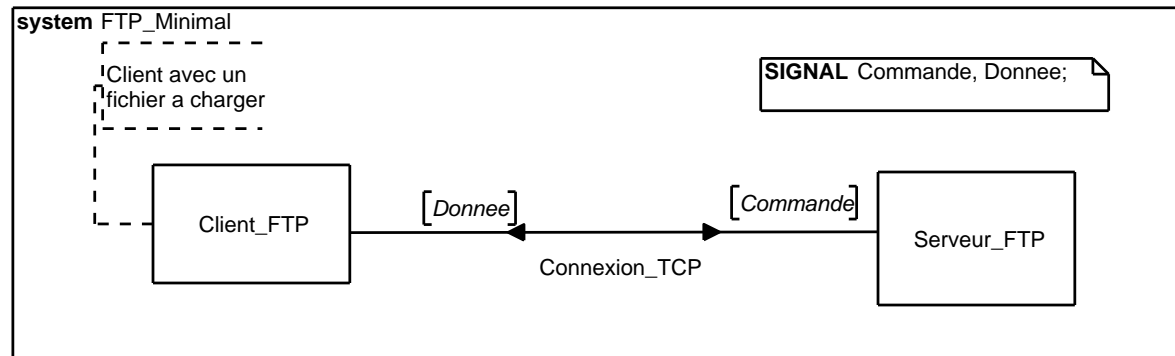 system FTP_Minimal
Client avec un
fichier a charger
SIGNAL Commande, Donnee;
Client_FTP
[Donnee]
[Commande]
Serveur_FTP
Connexion_TCP